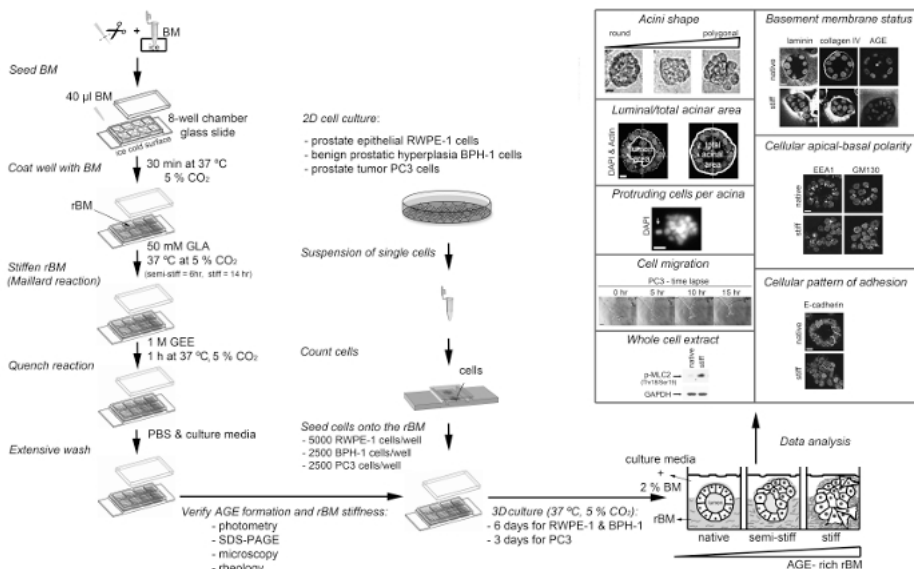 BM
ice
Seed BM
40 µl BM
8-well chamber
glass slide
ice cold surface
Coat well with BM
30 min at 37 ºC
5 % CO₂
rBM
50 mM GLA
37 ºC at 5 % CO₂
(semi-stiff = 6hr, stiff = 14 hr)
Stiffen rBM
(Maillard reaction)
1 M GEE
1 h at 37 ºC, 5 % CO₂
Quench reaction
PBS & culture media
Extensive wash
Verify AGE formation and rBM stiffness:
- photometry
- SDS-PAGE
- microscopy
- rheology
2D cell culture:
- prostate epithelial RWPE-1 cells
- benign prostatic hyperplasia BPH-1 cells
- prostate tumor PC3 cells
Suspension of single cells
Count cells
cells
Seed cells onto the rBM
- 5000 RWPE-1 cells/well
- 2500 BPH-1 cells/well
- 2500 PC3 cells/well
3D culture (37 ºC, 5 % CO₂):
- 6 days for RWPE-1 & BPH-1
- 3 days for PC3
culture media
+
2 % BM
rBM
lumen
native
semi-stiff
stiff
AGE- rich rBM
Data analysis
Acini shape
round
polygonal
Luminal/total acinar area
DAPI & Actin
luminal
area
total
acinar
area
Protruding cells per acina
DAPI
Cell migration
PC3 - time lapse
0 hr 5 hr 10 hr 15 hr
Whole cell extract
native
stiff
p-MLC2
(Thr18/Ser19)
GAPDH
Basement membrane status
laminin collagen IV AGE
native
stiff
Cellular apical-basal polarity
EEA1 GM130
native
stiff
Cellular pattern of adhesion
E-cadherin
native
stiff